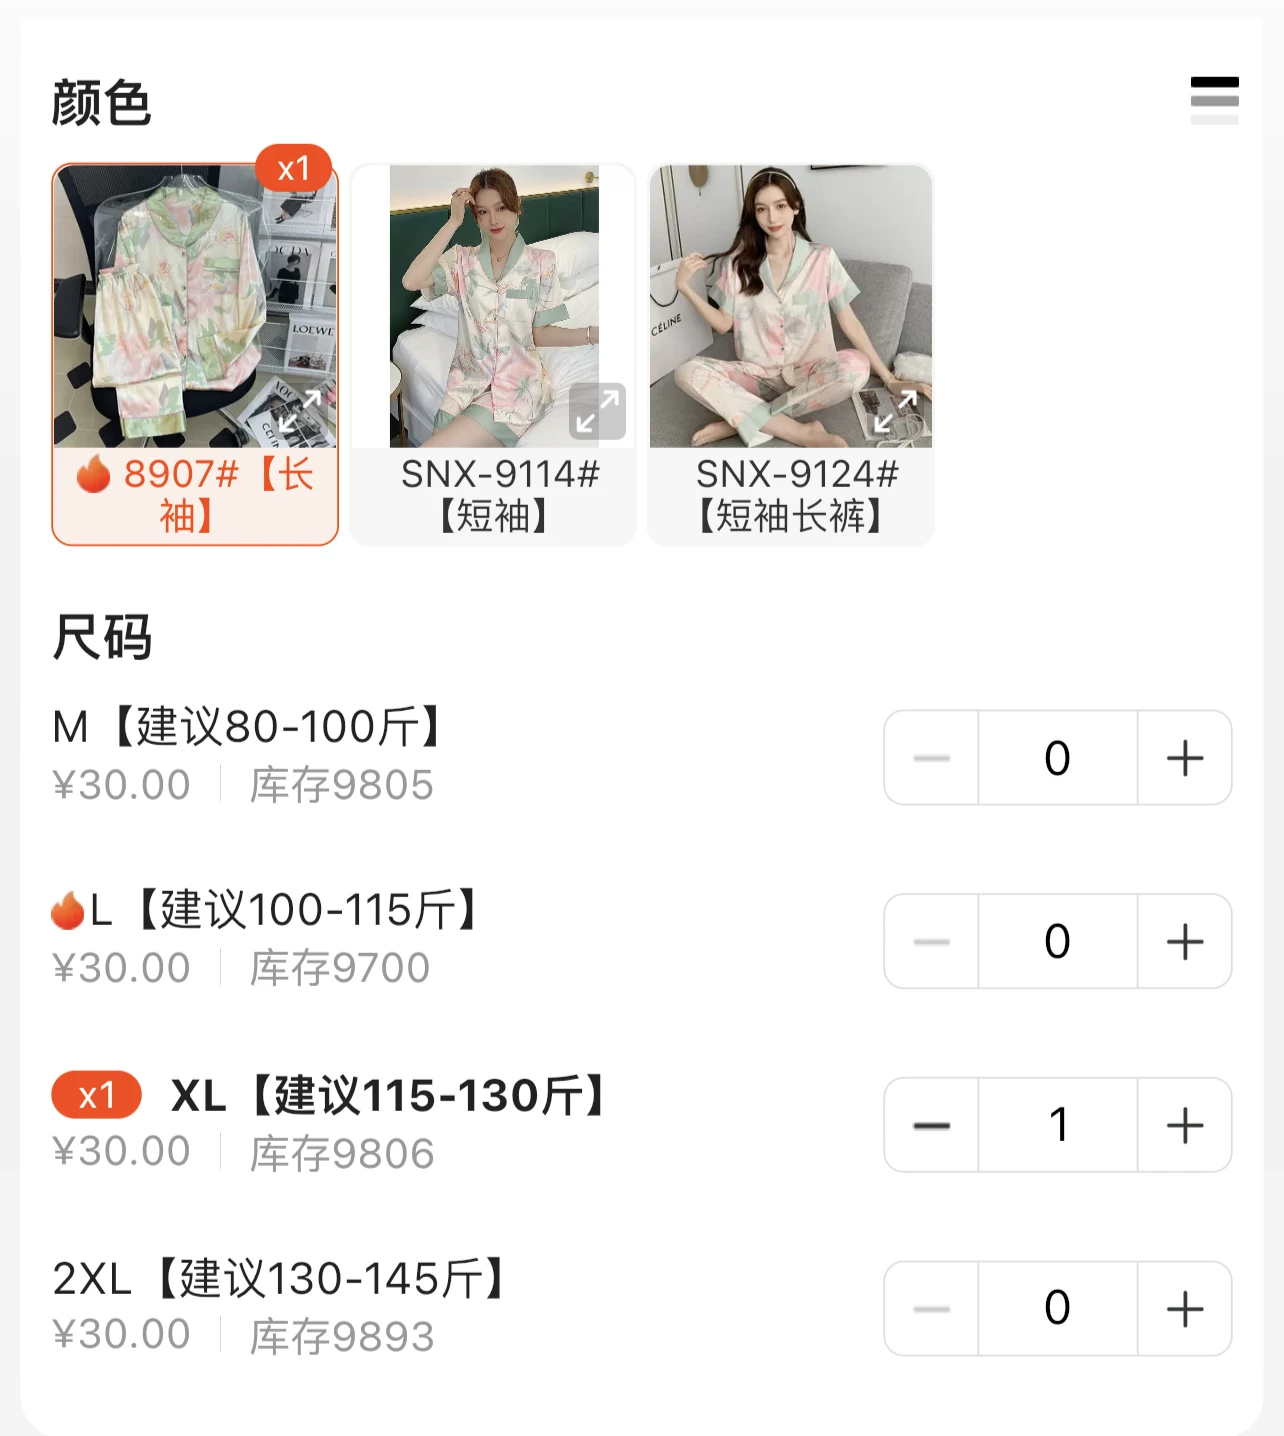 颜色
x1
OGDA
LOEWE
CÉLINE
🔥 8907#【长
袖】
SNX-9114#
【短袖】
SNX-9124#
【短袖长裤】
尺码
M【建议80-100斤】
¥30.00 库存9805
0
🔥L【建议100-115斤】
¥30.00 库存9700
0
x1 XL【建议115-130斤】
¥30.00 库存9806
1
2XL【建议130-145斤】
¥30.00 库存9893
0